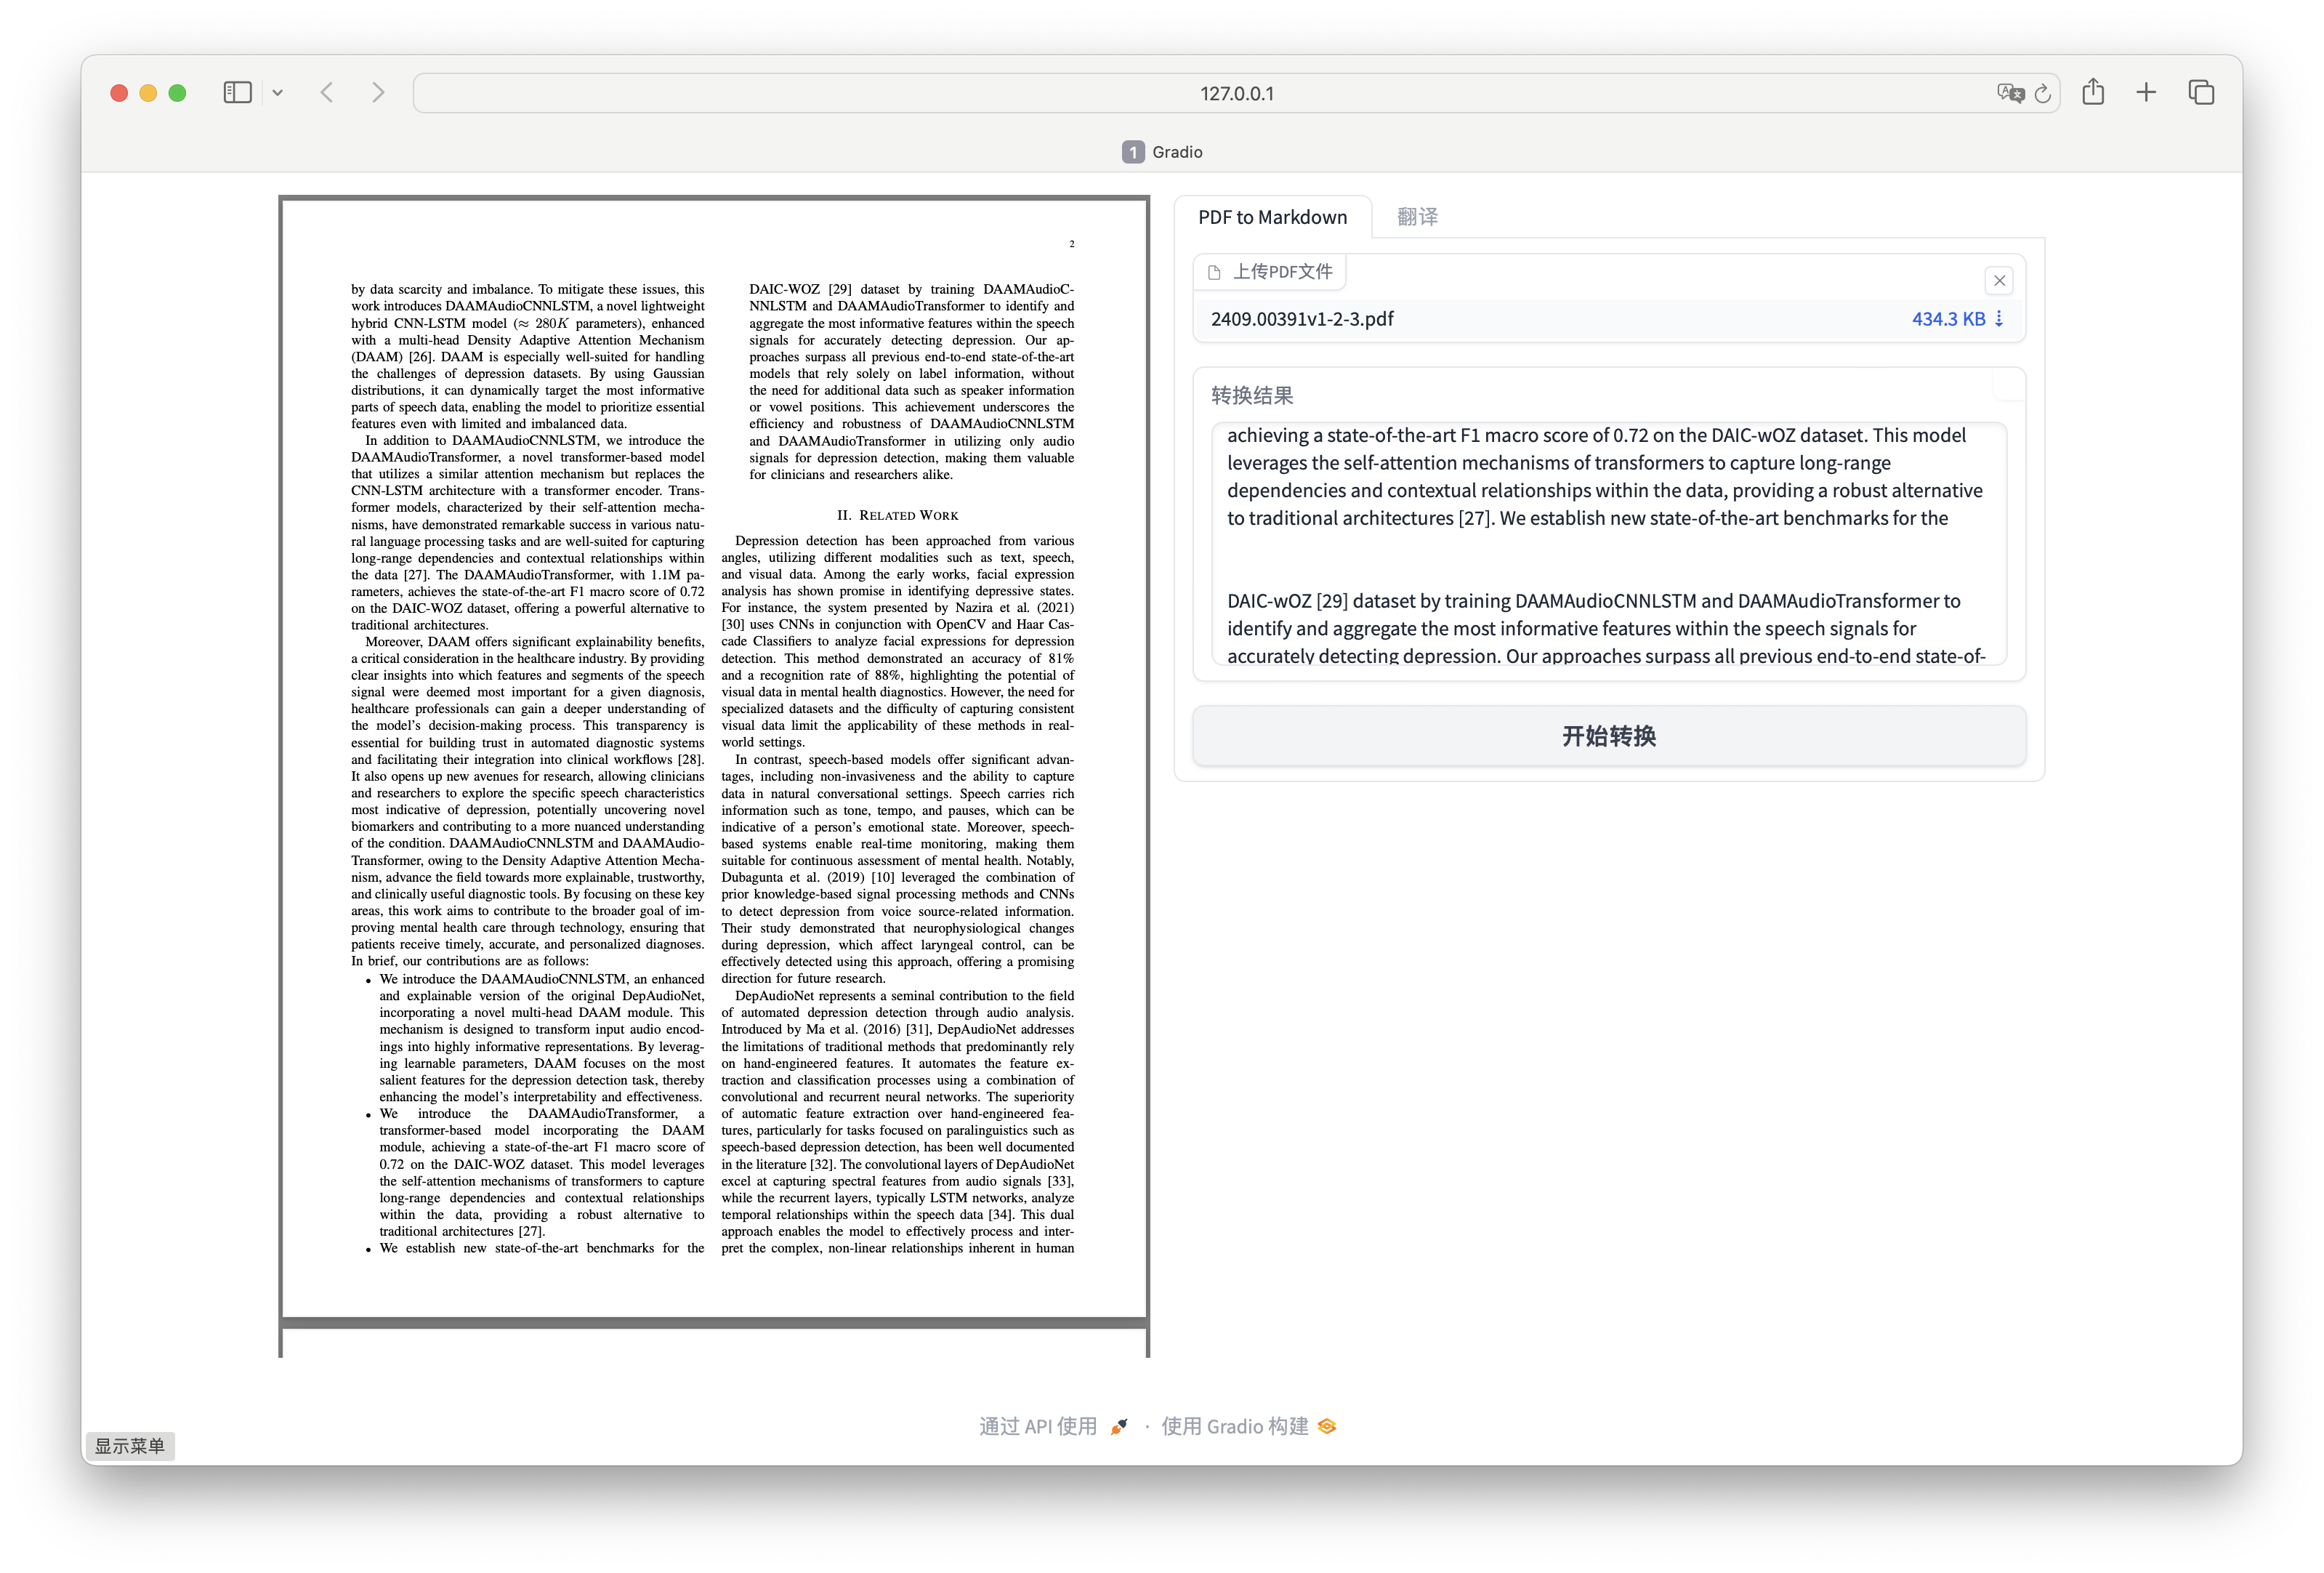 127.0.0.1
1 Gradio
2
by data scarcity and imbalance. To mitigate these issues, this
work introduces DAAMAudioCNNLSTM, a novel lightweight
hybrid CNN-LSTM model (≈ 280K parameters), enhanced
with a multi-head Density Adaptive Attention Mechanism
(DAAM) [26]. DAAM is especially well-suited for handling
the challenges of depression datasets. By using Gaussian
distributions, it can dynamically target the most informative
parts of speech data, enabling the model to prioritize essential
features even with limited and imbalanced data.
In addition to DAAMAudioCNNLSTM, we introduce the
DAAMAudioTransformer, a novel transformer-based model
that utilizes a similar attention mechanism but replaces the
CNN-LSTM architecture with a transformer encoder. Trans-
former models, characterized by their self-attention mecha-
nisms, have demonstrated remarkable success in various natu-
ral language processing tasks and are well-suited for capturing
long-range dependencies and contextual relationships within
the data [27]. The DAAMAudioTransformer, with 1.1M pa-
rameters, achieves the state-of-the-art F1 macro score of 0.72
on the DAIC-WOZ dataset, offering a powerful alternative to
traditional architectures.
Moreover, DAAM offers significant explainability benefits,
a critical consideration in the healthcare industry. By providing
clear insights into which features and segments of the speech
signal were deemed most important for a given diagnosis,
healthcare professionals can gain a deeper understanding of
the model's decision-making process. This transparency is
essential for building trust in automated diagnostic systems
and facilitating their integration into clinical workflows [28].
It also opens up new avenues for research, allowing clinicians
and researchers to explore the specific speech characteristics
most indicative of depression, potentially uncovering novel
biomarkers and contributing to a more nuanced understanding
of the condition. DAAMAudioCNNLSTM and DAAMAudio-
Transformer, owing to the Density Adaptive Attention Mecha-
nism, advance the field towards more explainable, trustworthy,
and clinically useful diagnostic tools. By focusing on these key
areas, this work aims to contribute to the broader goal of im-
proving mental health care through technology, ensuring that
patients receive timely, accurate, and personalized diagnoses.
In brief, our contributions are as follows:
• We introduce the DAAMAudioCNNLSTM, an enhanced
and explainable version of the original DepAudioNet,
incorporating a novel multi-head DAAM module. This
mechanism is designed to transform input audio encod-
ings into highly informative representations. By leverag-
ing learnable parameters, DAAM focuses on the most
salient features for the depression detection task, thereby
enhancing the model's interpretability and effectiveness.
• We introduce the DAAMAudioTransformer, a
transformer-based model incorporating the DAAM
module, achieving a state-of-the-art F1 macro score of
0.72 on the DAIC-WOZ dataset. This model leverages
the self-attention mechanisms of transformers to capture
long-range dependencies and contextual relationships
within the data, providing a robust alternative to
traditional architectures [27].
• We establish new state-of-the-art benchmarks for the
DAIC-WOZ [29] dataset by training DAAMAudioC-
NNLSTM and DAAMAudioTransformer to identify and
aggregate the most informative features within the speech
signals for accurately detecting depression. Our ap-
proaches surpass all previous end-to-end state-of-the-art
models that rely solely on label information, without
the need for additional data such as speaker information
or vowel positions. This achievement underscores the
efficiency and robustness of DAAMAudioCNNLSTM
and DAAMAudioTransformer in utilizing only audio
signals for depression detection, making them valuable
for clinicians and researchers alike.
II. RELATED WORK
Depression detection has been approached from various
angles, utilizing different modalities such as text, speech,
and visual data. Among the early works, facial expression
analysis has shown promise in identifying depressive states.
For instance, the system presented by Nazira et al. (2021)
[30] uses CNNs in conjunction with OpenCV and Haar Cas-
cade Classifiers to analyze facial expressions for depression
detection. This method demonstrated an accuracy of 81%
and a recognition rate of 88%, highlighting the potential of
visual data in mental health diagnostics. However, the need for
specialized datasets and the difficulty of capturing consistent
visual data limit the applicability of these methods in real-
world settings.
In contrast, speech-based models offer significant advan-
tages, including non-invasiveness and the ability to capture
data in natural conversational settings. Speech carries rich
information such as tone, tempo, and pauses, which can be
indicative of a person's emotional state. Moreover, speech-
based systems enable real-time monitoring, making them
suitable for continuous assessment of mental health. Notably,
Dubagunta et al. (2019) [10] leveraged the combination of
prior knowledge-based signal processing methods and CNNs
to detect depression from voice source-related information.
Their study demonstrated that neurophysiological changes
during depression, which affect laryngeal control, can be
effectively detected using this approach, offering a promising
direction for future research.
DepAudioNet represents a seminal contribution to the field
of automated depression detection through audio analysis.
Introduced by Ma et al. (2016) [31], DepAudioNet addresses
the limitations of traditional methods that predominantly rely
on hand-engineered features. It automates the feature ex-
traction and classification processes using a combination of
convolutional and recurrent neural networks. The superiority
of automatic feature extraction over hand-engineered fea-
tures, particularly for tasks focused on paralinguistics such as
speech-based depression detection, has been well documented
in the literature [32]. The convolutional layers of DepAudioNet
excel at capturing spectral features from audio signals [33],
while the recurrent layers, typically LSTM networks, analyze
temporal relationships within the speech data [34]. This dual
approach enables the model to effectively process and inter-
pret the complex, non-linear relationships inherent in human
PDF to Markdown
翻译
上传PDF文件
2409.00391v1-2-3.pdf
434.3 KB ⇣
转换结果
achieving a state-of-the-art F1 macro score of 0.72 on the DAIC-wOZ dataset. This model
leverages the self-attention mechanisms of transformers to capture long-range
dependencies and contextual relationships within the data, providing a robust alternative
to traditional architectures [27]. We establish new state-of-the-art benchmarks for the
DAIC-wOZ [29] dataset by training DAAMAudioCNNLSTM and DAAMAudioTransformer to
identify and aggregate the most informative features within the speech signals for
accurately detecting depression. Our approaches surpass all previous end-to-end state-of-
开始转换
通过 API 使用 · 使用 Gradio 构建
显示菜单